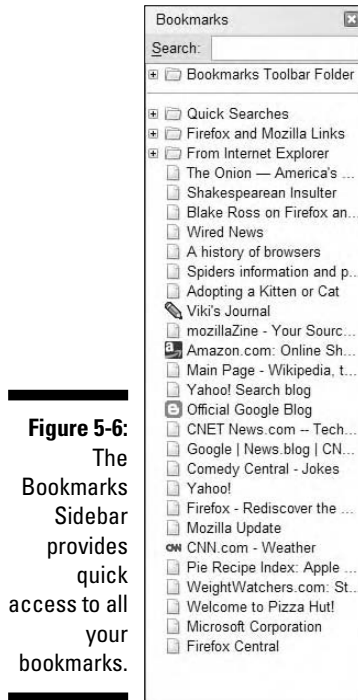 Bookmarks
Search:
Bookmarks Toolbar Folder
Quick Searches
Firefox and Mozilla Links
From Internet Explorer
The Onion — America's ...
Shakespearean Insulter
Blake Ross on Firefox an...
Wired News
A history of browsers
Spiders information and p...
Adopting a Kitten or Cat
Viki's Journal
mozillaZine - Your Sourc...
Amazon.com: Online Sh...
Main Page - Wikipedia, t...
Yahoo! Search blog
Official Google Blog
CNET News.com -- Tech...
Google | News.blog | CN...
Comedy Central - Jokes
Yahoo!
Firefox - Rediscover the ...
Mozilla Update
CNN CNN.com - Weather
Pie Recipe Index: Apple ...
WeightWatchers.com: St...
Welcome to Pizza Hut!
Microsoft Corporation
Firefox Central
Figure 5-6:
The
Bookmarks
Sidebar
provides
quick
access to all
your
bookmarks.